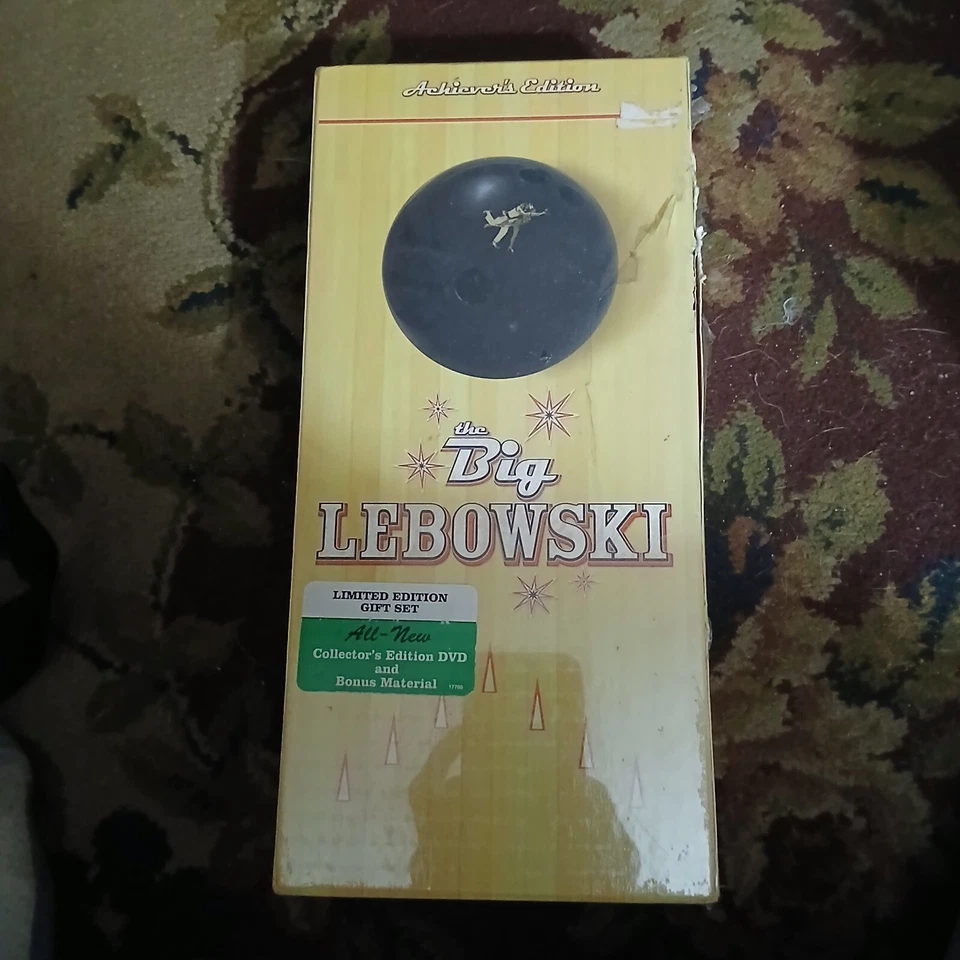 Achiever's Edition
the
Big
LEBOWSKI
LIMITED EDITION
GIFT SET
All-New
Collector's Edition DVD
and
Bonus Material